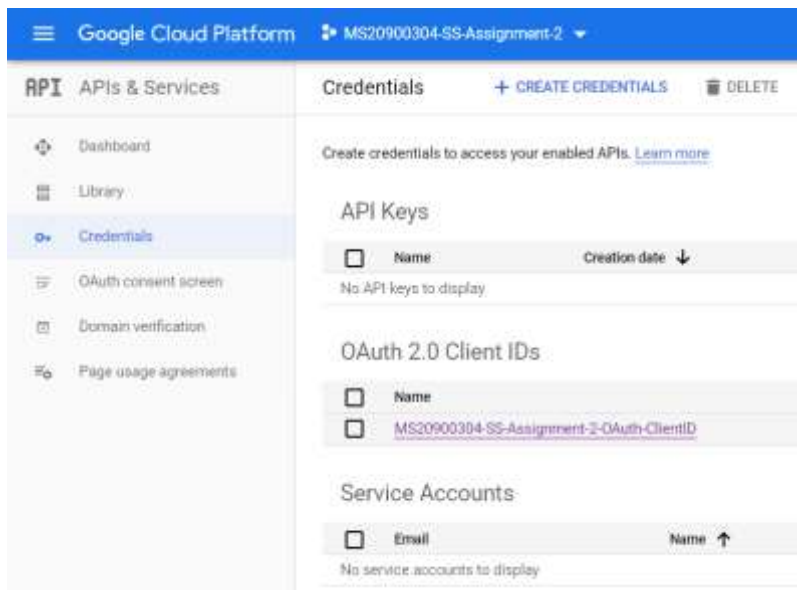 Google Cloud Platform MS20900304-SS-Assignment-2
API APIs & Services
Credentials + CREATE CREDENTIALS DELETE
Dashboard
Library
Credentials
OAuth consent screen
Domain verification
Page usage agreements
Create credentials to access your enabled APIs. Learn more
API Keys
Name Creation date
No API keys to display
OAuth 2.0 Client IDs
Name
MS20900304-SS-Assignment-2-OAuth-ClientID
Service Accounts
Email Name
No service accounts to display